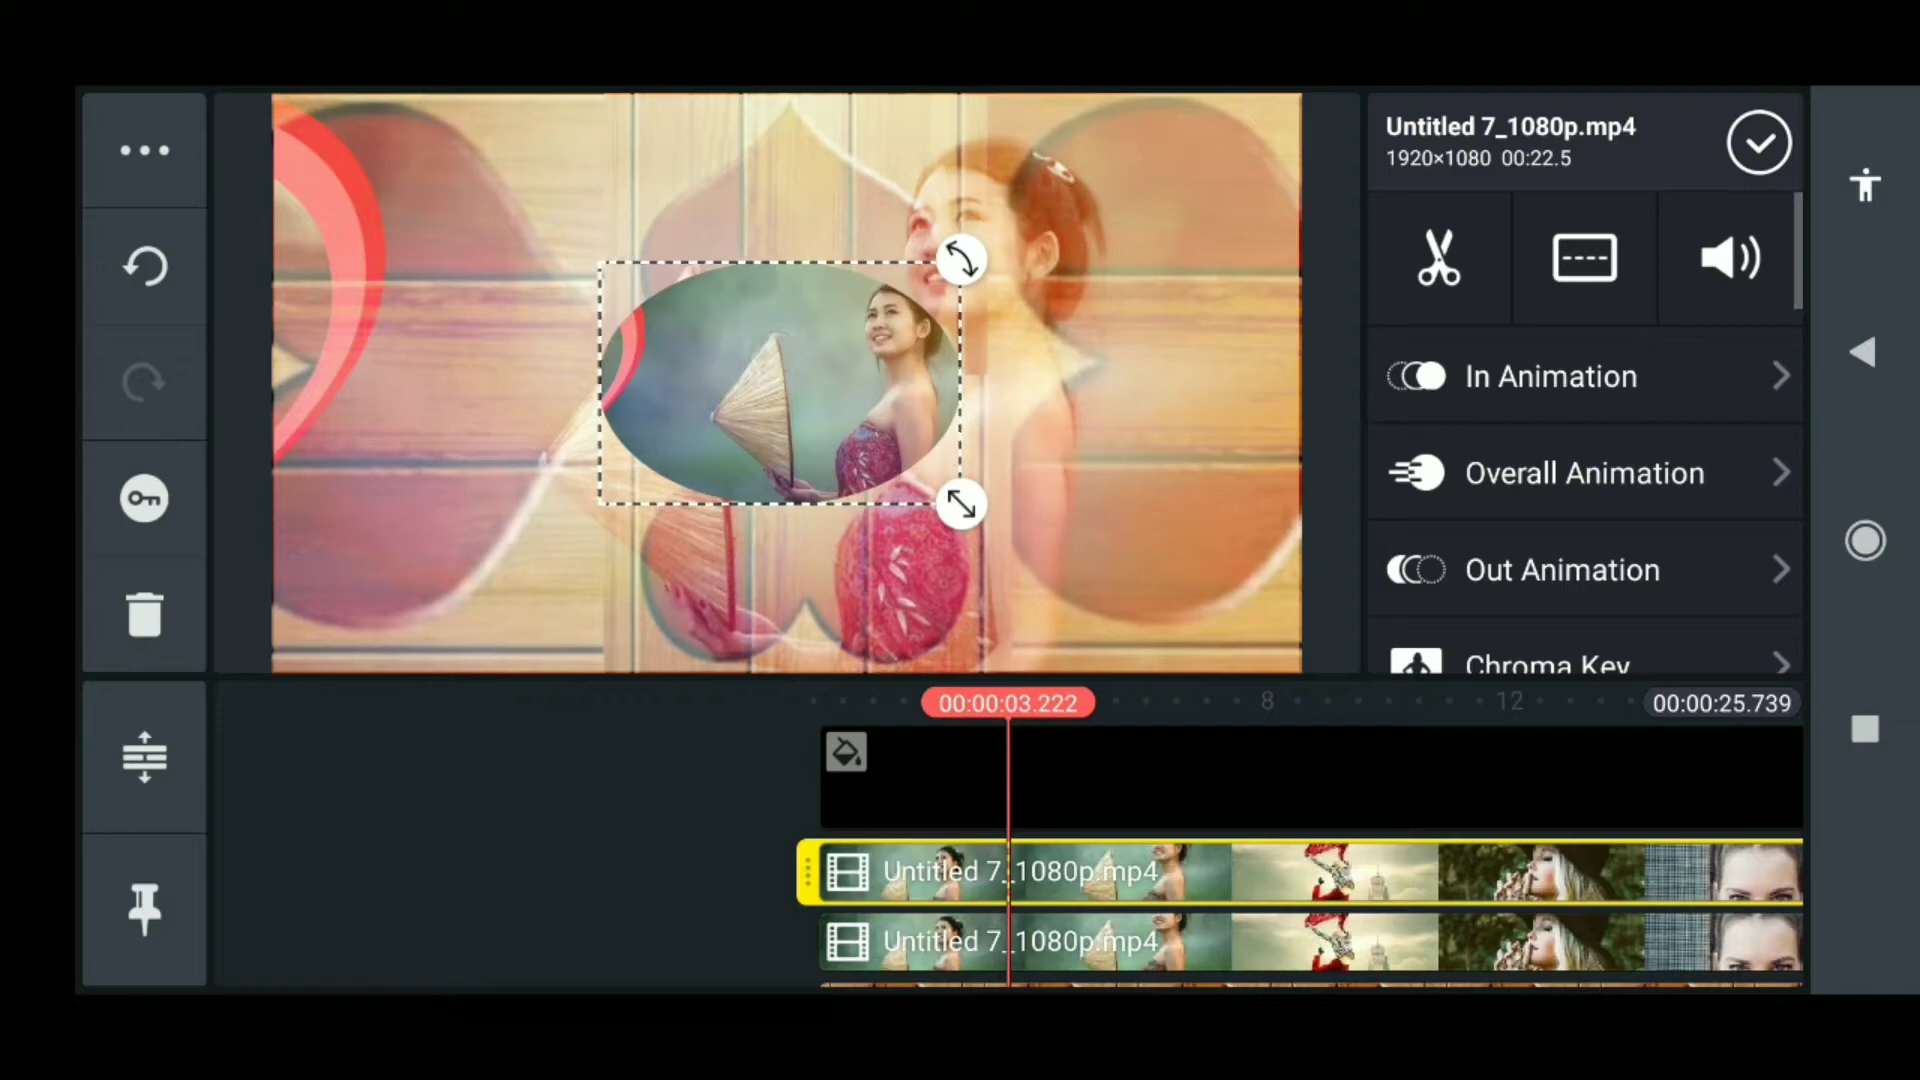 Untitled 7_1080p.mp4
1920×1080 00:22.5
In Animation
Overall Animation
Out Animation
Chroma Key
00:00:03.222
8
12
00:00:25.739
Untitled 7_1080p.mp4
Untitled 7_1080p.mp4